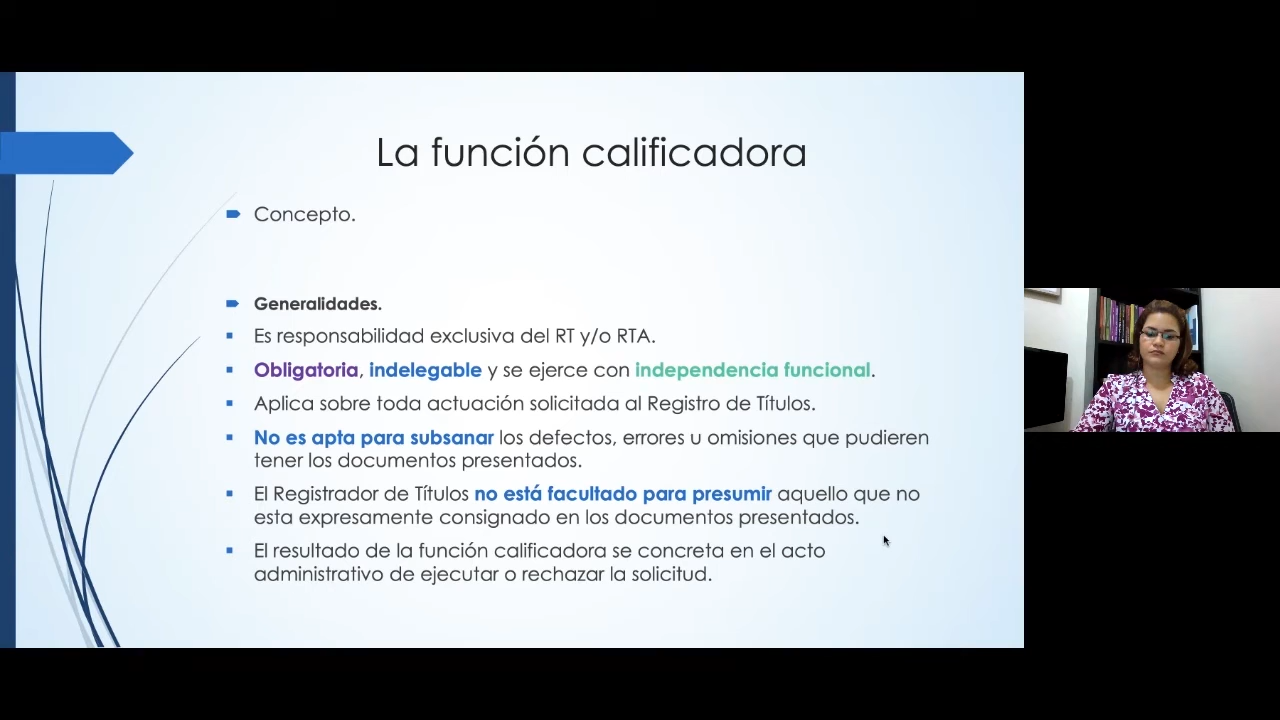 La función calificadora
Concepto.
Generalidades.
Es responsabilidad exclusiva del RT y/o RTA.
Obligatoria, indelegable y se ejerce con independencia funcional.
Aplica sobre toda actuación solicitada al Registro de Títulos.
No es apta para subsanar los defectos, errores u omisiones que pudieren
tener los documentos presentados.
El Registrador de Títulos no está facultado para presumir aquello que no
esta expresamente consignado en los documentos presentados.
El resultado de la función calificadora se concreta en el acto
administrativo de ejecutar o rechazar la solicitud.